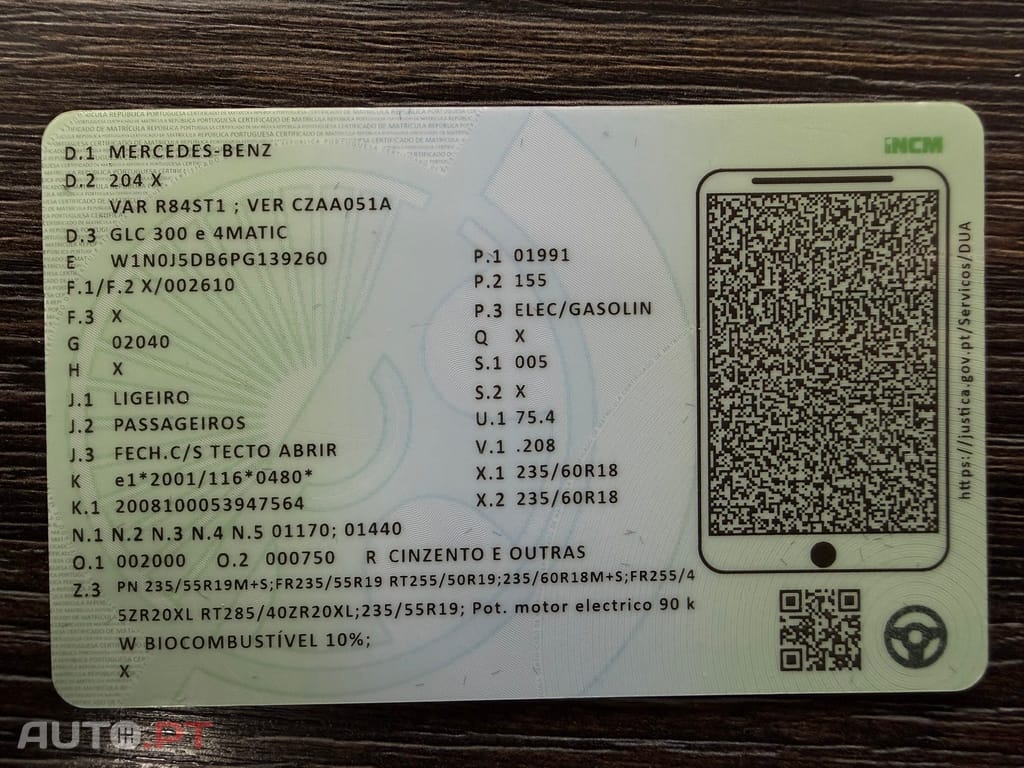 INCM
D.1 MERCEDES-BENZ
D.2 204 X
VAR R84ST1 ; VER CZAA051A
D.3 GLC 300 e 4MATIC
E W1N0J5DB6PG139260
F.1/F.2 X/002610
F.3 X
G 02040
H X
J.1 LIGEIRO
J.2 PASSAGEIROS
J.3 FECH.C/S TECTO ABRIR
K e1*2001/116*0480*
K.1 2008100053947564
P.1 01991
P.2 155
P.3 ELEC/GASOLIN
Q X
S.1 005
S.2 X
U.1 75.4
V.1 .208
X.1 235/60R18
X.2 235/60R18
N.1 N.2 N.3 N.4 N.5 01170; 01440
O.1 002000 O.2 000750 R CINZENTO E OUTRAS
Z.3 PN 235/55R19M+S;FR235/55R19 RT255/50R19;235/60R18M+S;FR255/4
5ZR20XL RT285/40ZR20XL;235/55R19; Pot. motor electrico 90 k
W BIOCOMBUSTÍVEL 10%;
X
https://justica.gov.pt/Servicos/DUA
AUTO.PT